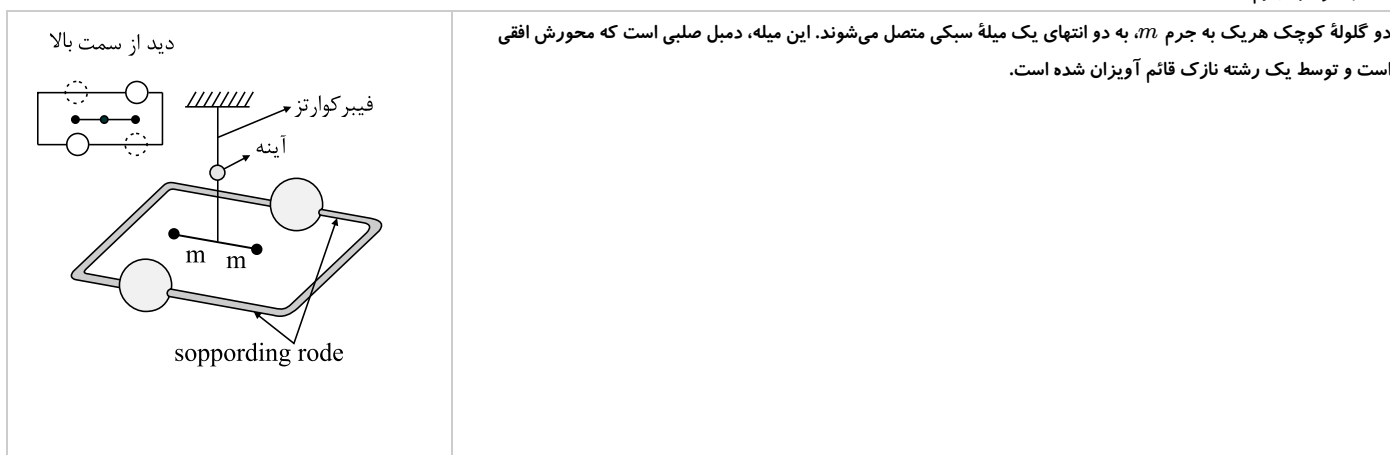 دو گلولهٔ کوچک هریک به جرم m، به دو انتهای یک میلهٔ سبکی متصل می‌شوند. این میله، دمبل صلبی است که محورش افقی
است و توسط یک رشته نازک قائم آویزان شده است.
دید از سمت بالا
فیبرکوارتز
آینه
m
m
soppording rode